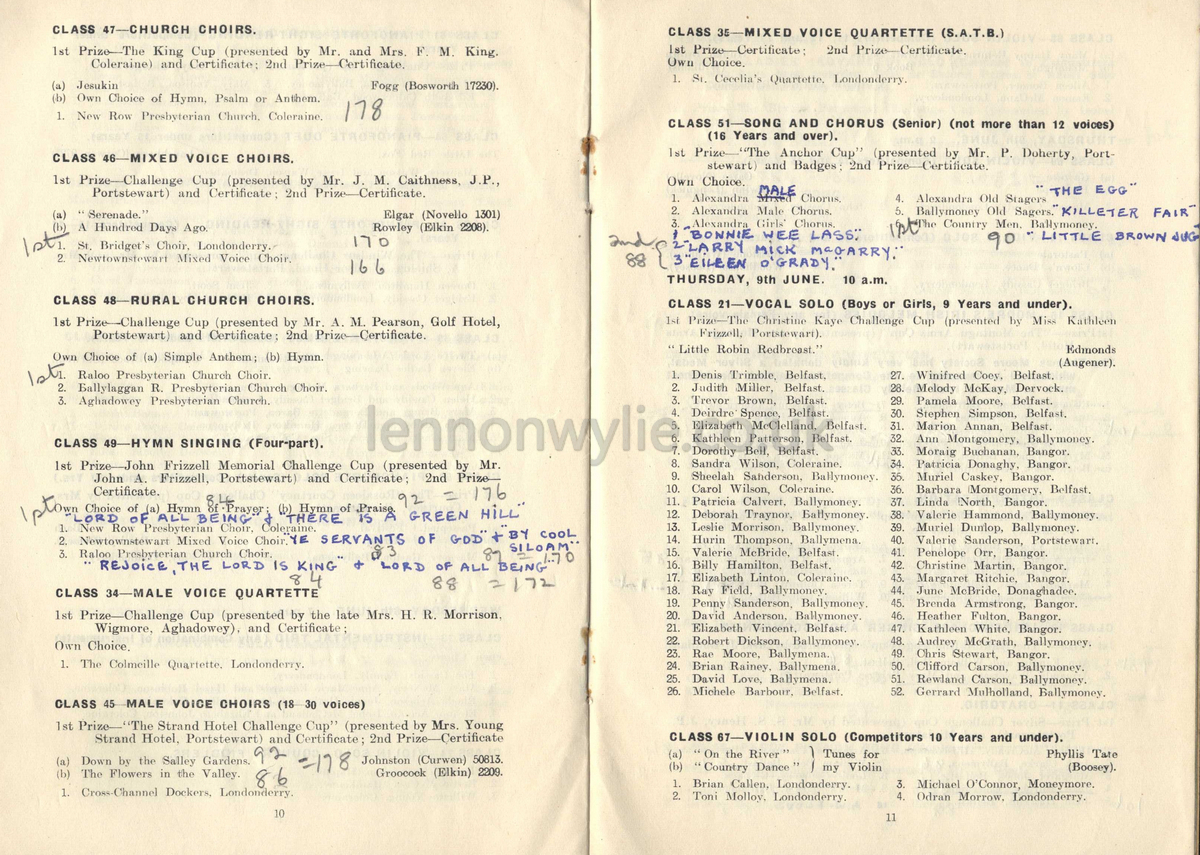 CLASS 47—CHURCH CHOIRS.
1st Prize—The King Cup (presented by Mr. and Mrs. F. M. King, Coleraine) and Certificate; 2nd Prize—Certificate.
(a) Jesukin Fogg (Bosworth 17230).
(b) Own Choice of Hymn, Psalm or Anthem.
1. New Row Presbyterian Church, Coleraine. 178
CLASS 46—MIXED VOICE CHOIRS.
1st Prize—Challenge Cup (presented by Mr. J. M. Caithness, J.P.,
Portstewart) and Certificate; 2nd Prize—Certificate.
(a) "Serenade." Elgar (Novello 1301)
(b) A Hundred Days Ago. Rowley (Elkin 2208).
1st 1. St. Bridget's Choir, Londonderry. 170
2. Newtownstewart Mixed Voice Choir. 166
CLASS 48—RURAL CHURCH CHOIRS.
1st Prize—Challenge Cup (presented by Mr. A. M. Pearson, Golf Hotel,
Portstewart) and Certificate; 2nd Prize—Certificate.
Own Choice of (a) Simple Anthem; (b) Hymn.
1st 1. Raloo Presbyterian Church Choir.
2. Ballylaggan R. Presbyterian Church Choir.
3. Aghadowey Presbyterian Church.
CLASS 49—HYMN SINGING (Four-part).
1st Prize—John Frizzell Memorial Challenge Cup (presented by Mr.
John A. Frizzell, Portstewart) and Certificate; 2nd Prize—
Certificate.
84 92 = 176
Own Choice of (a) Hymn of Prayer; (b) Hymn of Praise.
1st "LORD OF ALL BEING" & "THERE IS A GREEN HILL"
1. New Row Presbyterian Church Choir, Coleraine.
2. Newtownstewart Mixed Voice Choir. "YE SERVANTS OF GOD" & "BY COOL SILOAM"
3. Raloo Presbyterian Church Choir. 83 87 = 170
"REJOICE, THE LORD IS KING" & "LORD OF ALL BEING"
84 88 = 172
CLASS 34—MALE VOICE QUARTETTE
1st Prize—Challenge Cup (presented by the late Mrs. H. R. Morrison,
Wigmore, Aghadowey), and Certificate;
Own Choice.
1. The Colmeille Quartette, Londonderry.
CLASS 45 MALE VOICE CHOIRS (18 30 voices)
1st Prize—"The Strand Hotel Challenge Cup" (presented by Mrs. Young
Strand Hotel, Portstewart) and Certificate; 2nd Prize—Certificate
(a) Down by the Salley Gardens. 92 Johnston (Curwen) 50813.
= 178
(b) The Flowers in the Valley. 86 Groocock (Elkin) 2209.
1. Cross-Channel Dockers, Londonderry.
10
CLASS 35—MIXED VOICE QUARTETTE (S.A.T.B.)
1st Prize—Certificate; 2nd Prize—Certificate.
Own Choice.
1. St. Cecelia's Quartette, Londonderry.
CLASS 51—SONG AND CHORUS (Senior) (not more than 12 voices)
(16 Years and over).
1st Prize—"The Anchor Cup" (presented by Mr. P. Doherty, Port-
stewart) and Badges; 2nd Prize—Certificate.
Own Choice.
MALE
1. Alexandra Mixed Chorus.
2. Alexandra Male Chorus.
3. Alexandra Girls' Chorus.
4. Alexandra Old Stagers "THE EGG"
5. Ballymoney Old Sagers. "KILLETER FAIR"
1st The Country Men, Ballymoney.
90 "LITTLE BROWN JUG"
2nd 88
1 "BONNIE WEE LASS."
2 "LARRY MICK McGARRY."
3 "EILEEN O'GRADY."
THURSDAY, 9th JUNE. 10 a.m.
CLASS 21—VOCAL SOLO (Boys or Girls, 9 Years and under).
1st Prize—The Christine Kaye Challenge Cup (presented by Miss Kathleen
Frizzell, Portstewart).
"Little Robin Redbreast." Edmonds
(Augener).
1. Denis Trimble, Belfast.
2. Judith Miller, Belfast.
3. Trevor Brown, Belfast.
4. Deirdre Spence, Belfast.
5. Elizabeth McClelland, Belfast.
6. Kathleen Patterson, Belfast.
7. Dorothy Bell, Belfast.
8. Sandra Wilson, Coleraine.
9. Sheelah Sanderson, Ballymoney.
10. Carol Wilson, Coleraine.
11. Patricia Calvert, Ballymoney.
12. Deborah Traynor, Ballymoney.
13. Leslie Morrison, Ballymoney.
14. Hurin Thompson, Ballymena.
15. Valerie McBride, Belfast.
16. Billy Hamilton, Belfast.
17. Elizabeth Linton, Coleraine.
18. Ray Field, Ballymoney.
19. Penny Sanderson, Ballymoney.
20. David Anderson, Ballymoney.
21. Elizabeth Vincent, Belfast.
22. Robert Dickson, Ballymoney.
23. Rae Moore, Ballymena.
24. Brian Rainey, Ballymena.
25. David Love, Ballymena.
26. Michele Barbour, Belfast.
27. Winifred Coey, Belfast.
28. Melody McKay, Dervock.
29. Pamela Moore, Belfast.
30. Stephen Simpson, Belfast.
31. Marion Annan, Belfast.
32. Ann Montgomery, Ballymoney.
33. Moraig Buchanan, Bangor.
34. Patricia Donaghy, Bangor.
35. Muriel Caskey, Bangor.
36. Barbara Montgomery, Belfast.
37. Linda North, Bangor.
38. Valerie Hammond, Ballymoney.
39. Muriel Dunlop, Ballymoney.
40. Valerie Sanderson, Portstewart.
41. Penelope Orr, Bangor.
42. Christine Martin, Bangor.
43. Margaret Ritchie, Bangor.
44. June McBride, Donaghadee.
45. Brenda Armstrong, Bangor.
46. Heather Fulton, Bangor.
47. Kathleen White, Bangor.
48. Audrey McGrath, Ballymoney.
49. Chris Stewart, Bangor.
50. Clifford Carson, Ballymoney.
51. Rewland Carson, Ballymoney.
52. Gerrard Mulholland, Ballymoney.
CLASS 67—VIOLIN SOLO (Competitors 10 Years and under).
(a) "On the River" } Tunes for Phyllis Tate
(b) "Country Dance" } my Violin (Boosey).
1. Brian Callen, Londonderry.
2. Toni Molloy, Londonderry.
3. Michael O'Connor, Moneymore.
4. Odran Morrow, Londonderry.
11
lennonwylie.co.uk